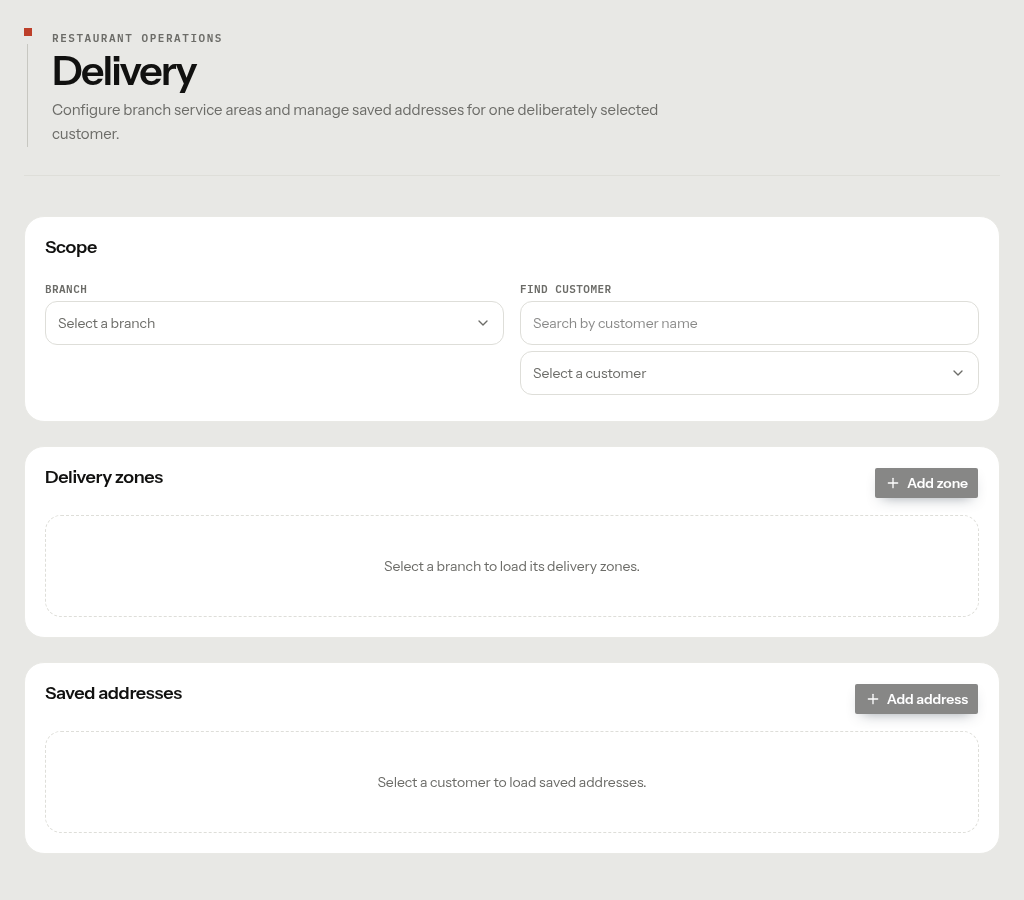 RESTAURANT OPERATIONS
Delivery
Configure branch service areas and manage saved addresses for one deliberately selected
customer.
Scope
BRANCH
Select a branch
FIND CUSTOMER
Search by customer name
Select a customer
Delivery zones
Add zone
Select a branch to load its delivery zones.
Saved addresses
Add address
Select a customer to load saved addresses.